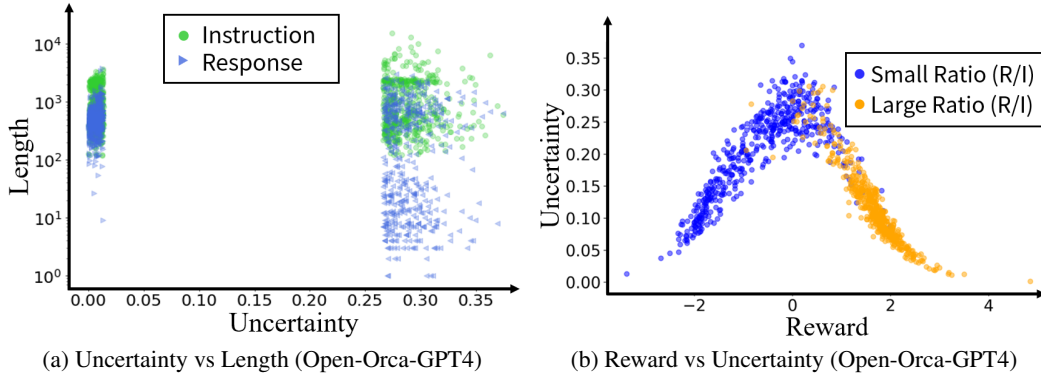 Length
10⁴
10³
10²
10¹
10⁰
Instruction
Response
0.00 0.05 0.10 0.15 0.20 0.25 0.30 0.35
Uncertainty
(a) Uncertainty vs Length (Open-Orca-GPT4)
Uncertainty
0.35
0.30
0.25
0.20
0.15
0.10
0.05
0.00
Small Ratio (R/I)
Large Ratio (R/I)
−2 0 2 4
Reward
(b) Reward vs Uncertainty (Open-Orca-GPT4)